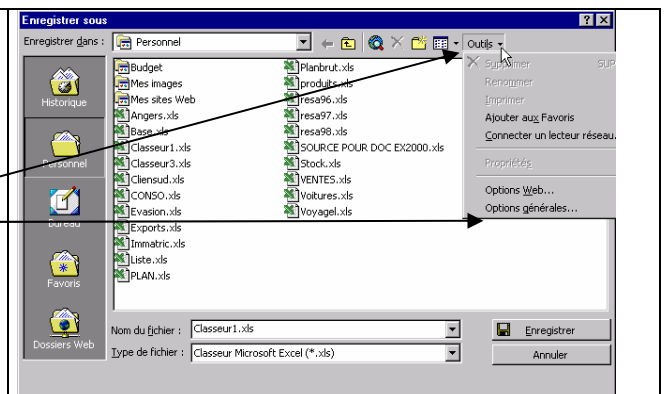 Enregistrer sous
Enregistrer dans :
Personnel
Outils
Historique
Personnel
Bureau
Favoris
Dossiers Web
Budget
Mes images
Mes sites Web
Angers.xls
Base.xls
Classeur1.xls
Classeur3.xls
Cliensud.xls
CONSO.xls
Evasion.xls
Exports.xls
Immatric.xls
Liste.xls
PLAN.xls
Planbrut.xls
produits.xls
resa96.xls
resa97.xls
resa98.xls
SOURCE POUR DOC EX2000.xls
Stock.xls
VENTES.xls
Voitures.xls
Voyagel.xls
Supprimer SUP
Renommer
Imprimer
Ajouter aux Favoris
Connecter un lecteur réseau.
Propriétés
Options Web...
Options générales...
Nom du fichier : Classeur1.xls
Enregistrer
Type de fichier : Classeur Microsoft Excel (*.xls)
Annuler